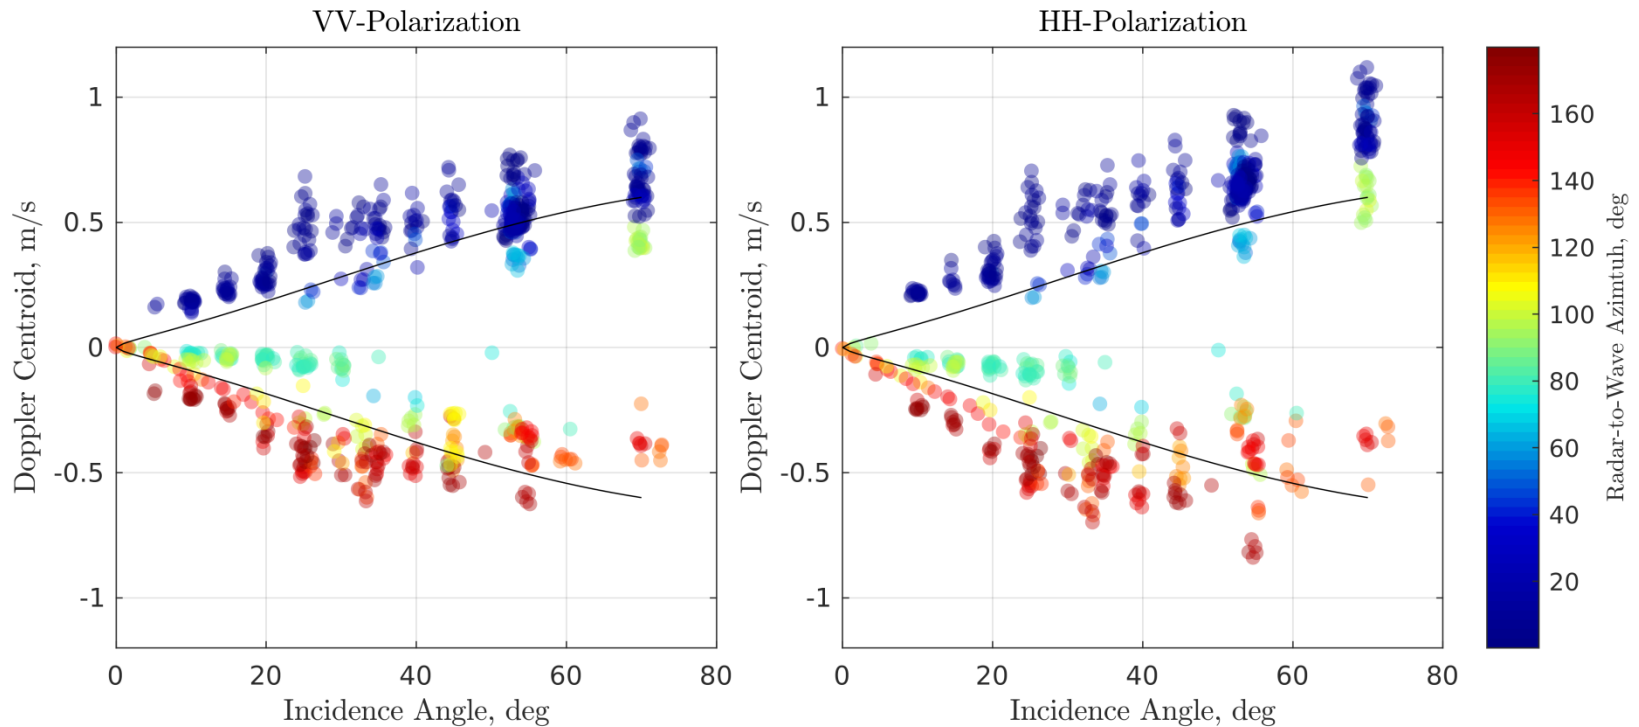 VV-Polarization
HH-Polarization
1
0.5
0
-0.5
-1
0 20 40 60 80
Incidence Angle, deg
Doppler Centroid, m/s
1
0.5
0
-0.5
-1
0 20 40 60 80
Incidence Angle, deg
Doppler Centroid, m/s
160
140
120
100
80
60
40
20
Radar-to-Wave Azimtuh, deg